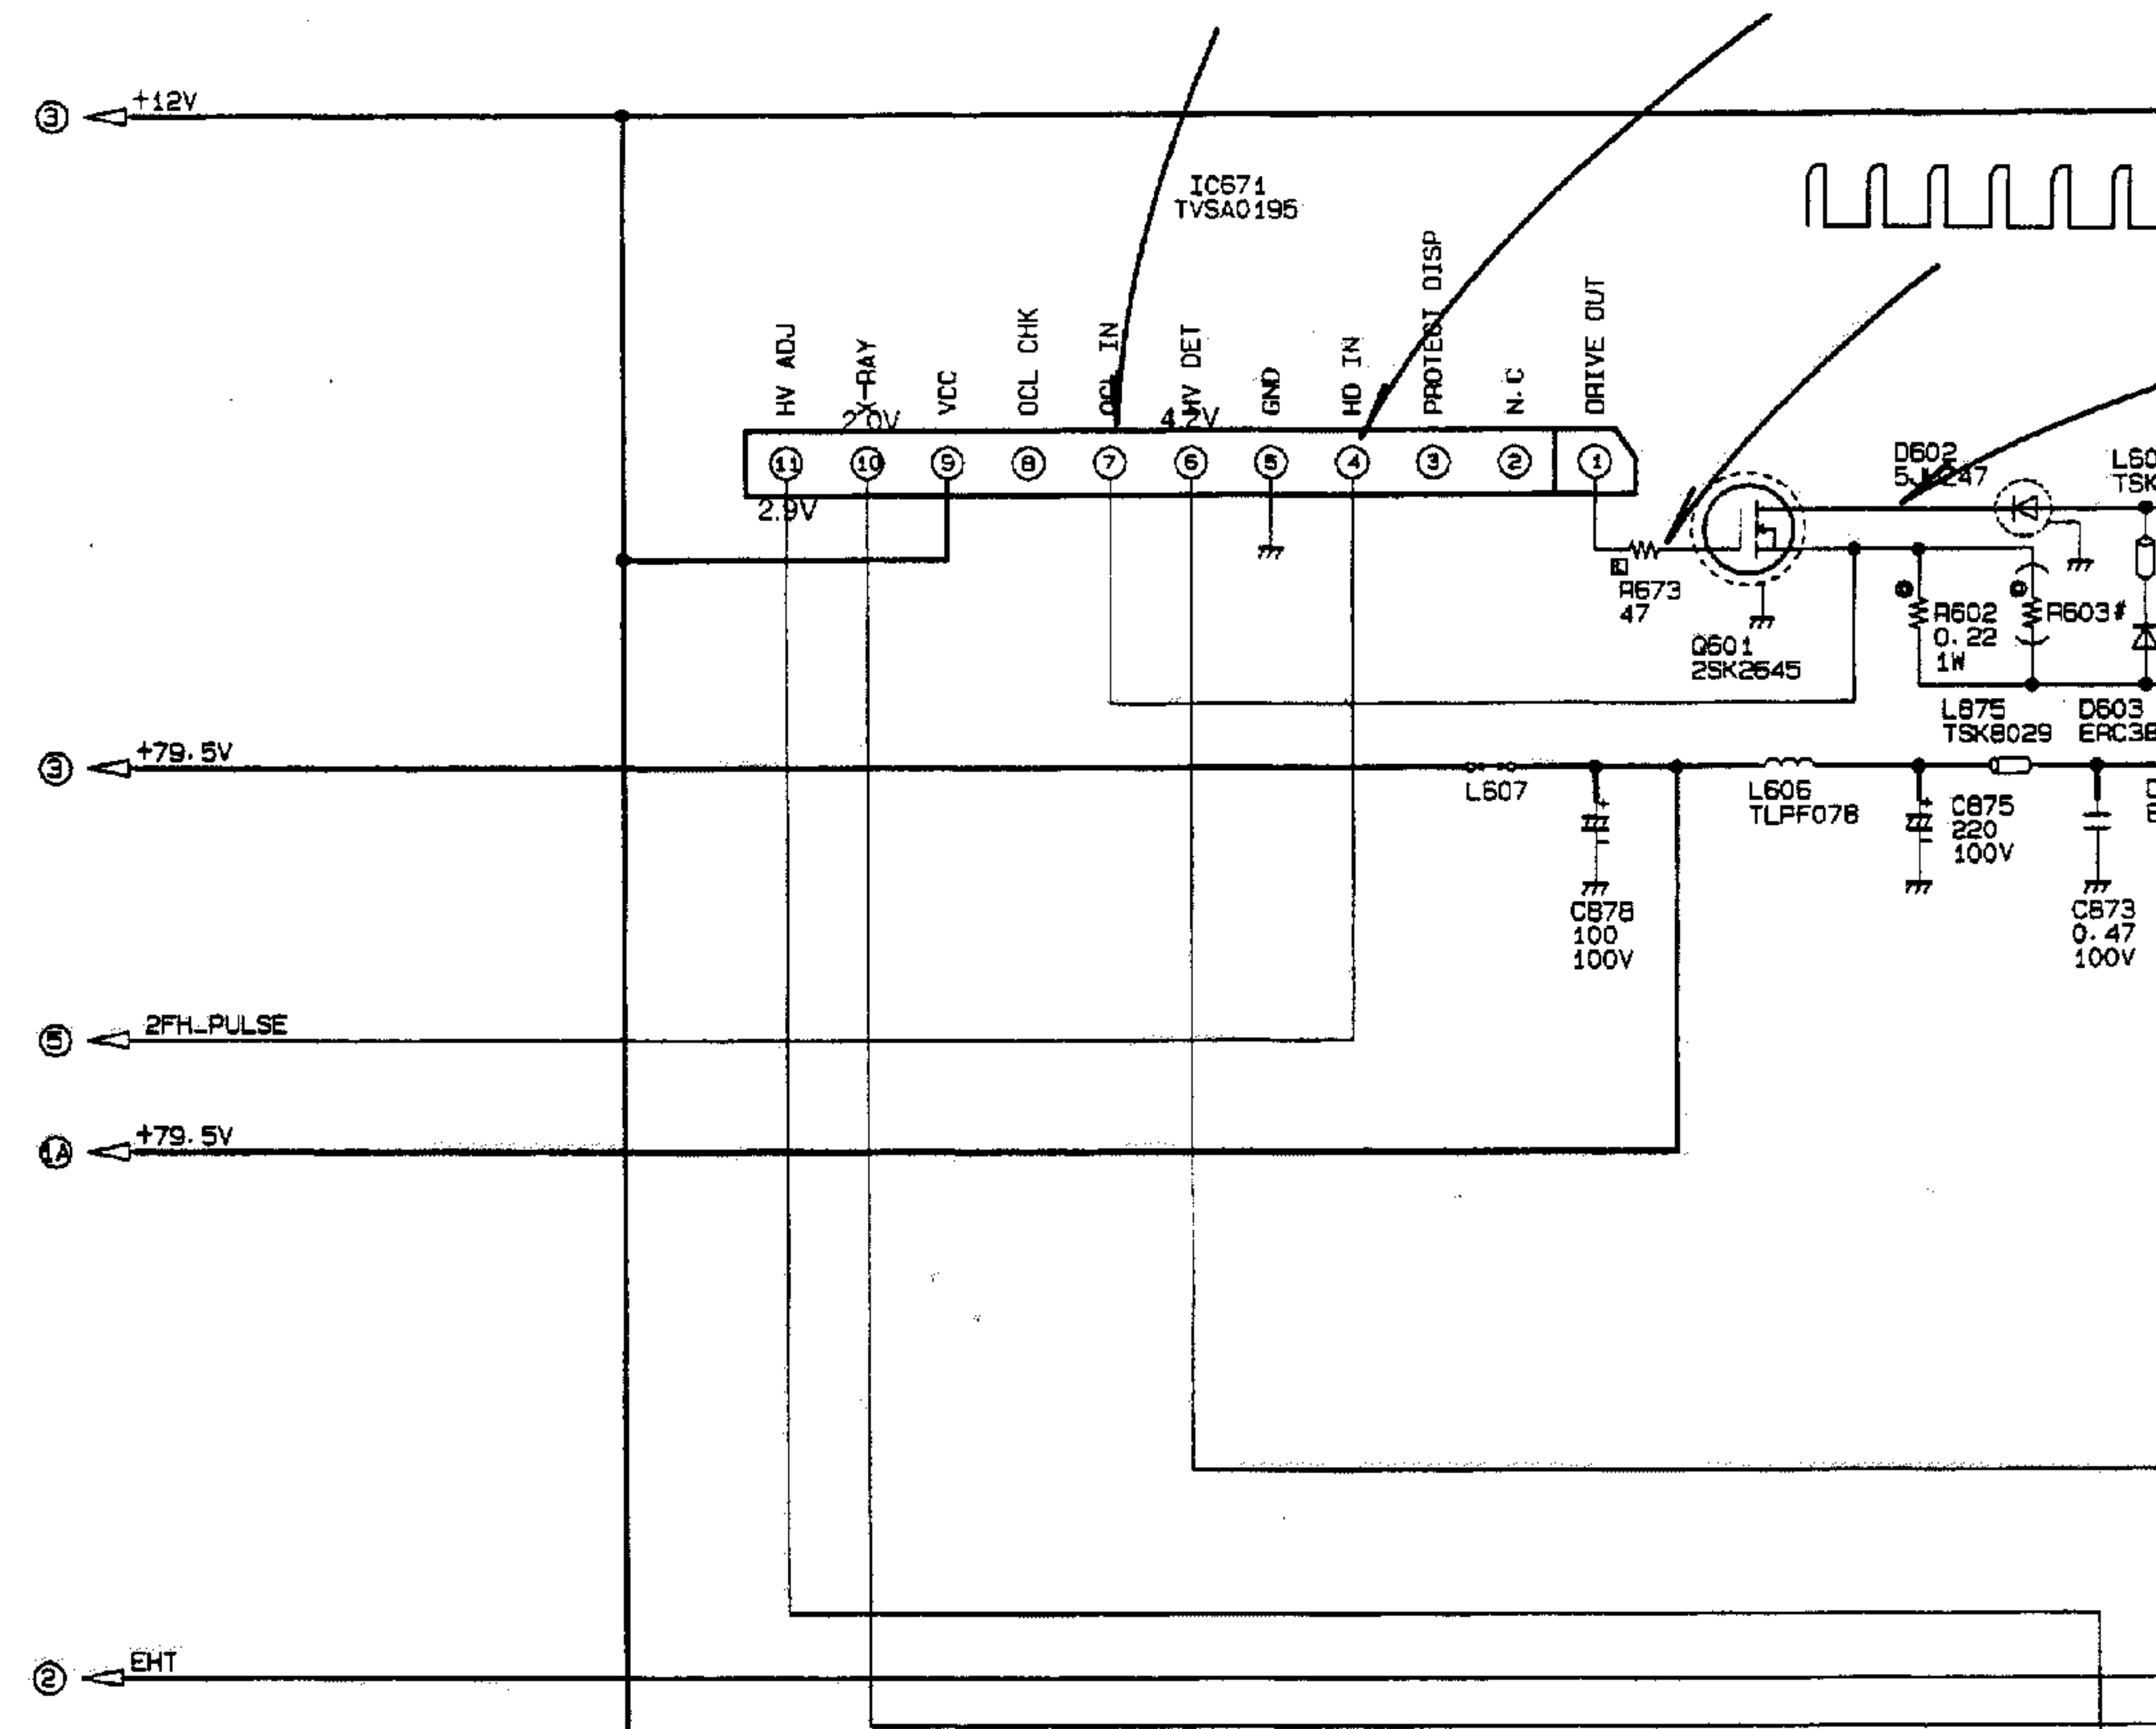 ③ +12V
IC671
TVSA0195
HV ADJ
X-RAY
VCC
OCL CHK
OCL IN
HV DET
GND
HD IN
DISP
N.C
DRIVE OUT
2.0V
4.2V
11 10 9 8 7 6 5 4 3 2 1
2.9V
D602
L60
TSK
R673
47
Q601
2SK2645
R602
0.22
1W
R603#
L875
TSK8029
D603
ERC38
③ +79.5V
L607
L606
TLPF078
C875
220
100V
C878
100
100V
C873
0.47
100V
⑤ 2FH_PULSE
1A +79.5V
② EHT